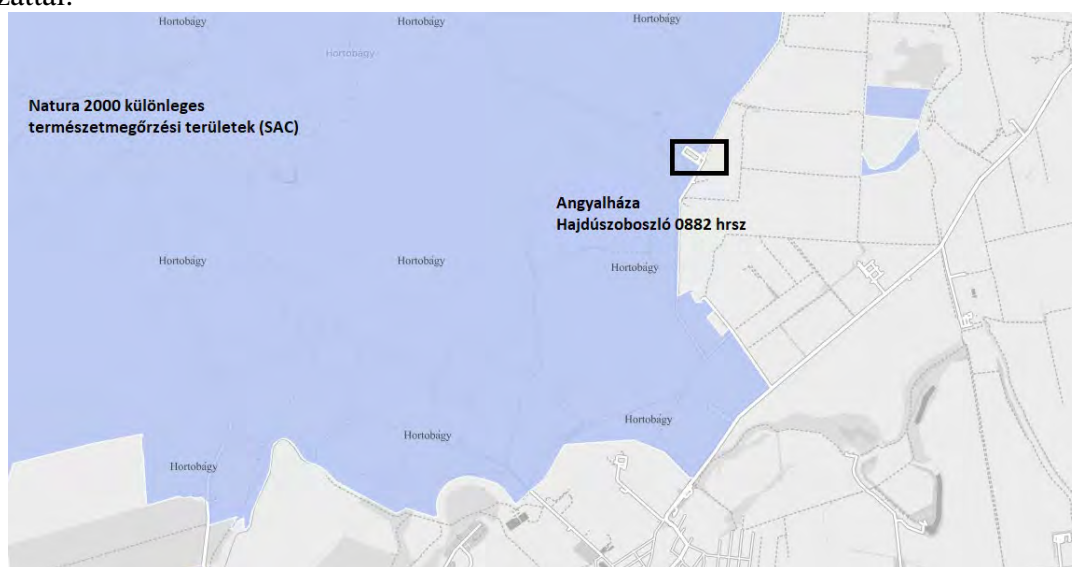 zattal.
Hortobágy
Hortobágy
Hortobágy
Hortobágy
Natura 2000 különleges
természetmegőrzési területek (SAC)
Angyalháza
Hajdúszoboszló 0882 hrsz
Hortobágy
Hortobágy
Hortobágy
Hortobágy
Hortobágy
Hortobágy